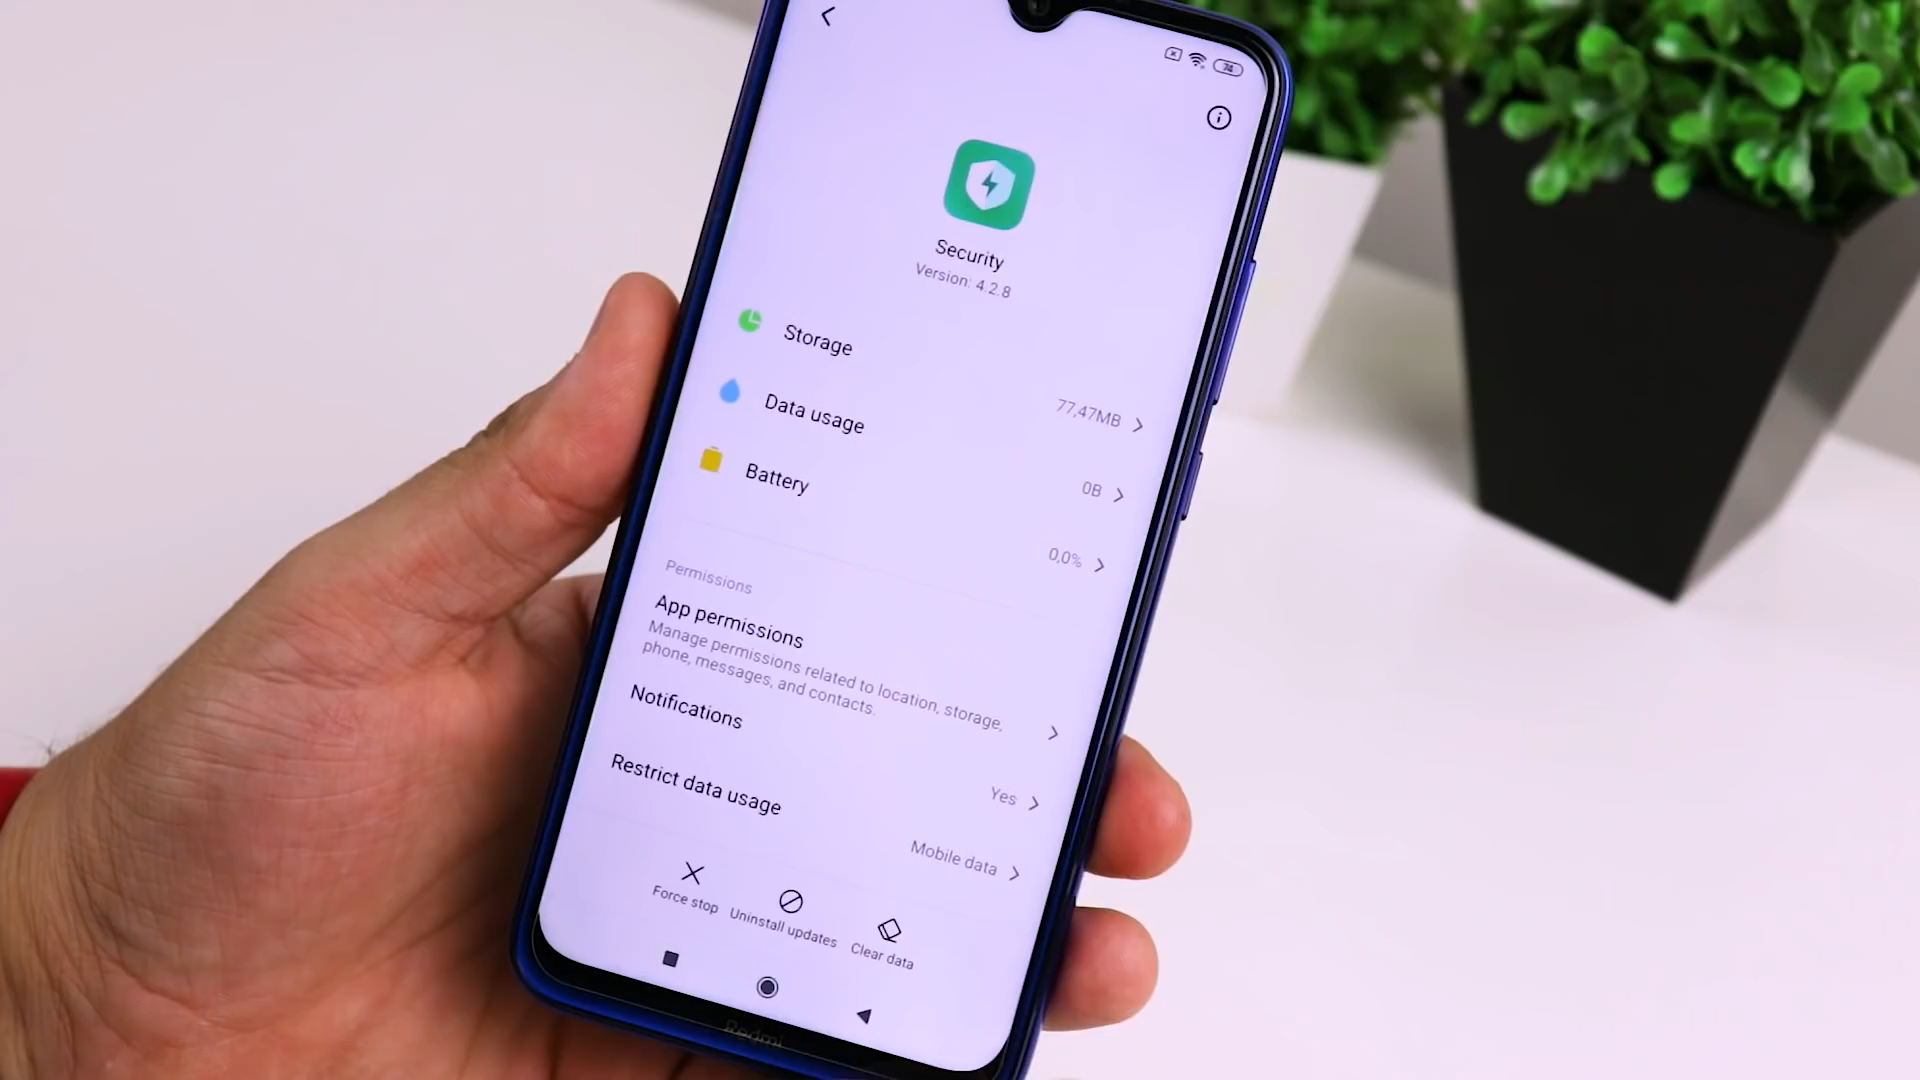 74
Security
Version: 4.2.8
Storage
77,47MB
Data usage
0B
Battery
0,0%
Permissions
App permissions
Manage permissions related to location, storage,
phone, messages, and contacts.
Notifications
Yes
Restrict data usage
Mobile data
Force stop
Uninstall updates
Clear data
Redmi